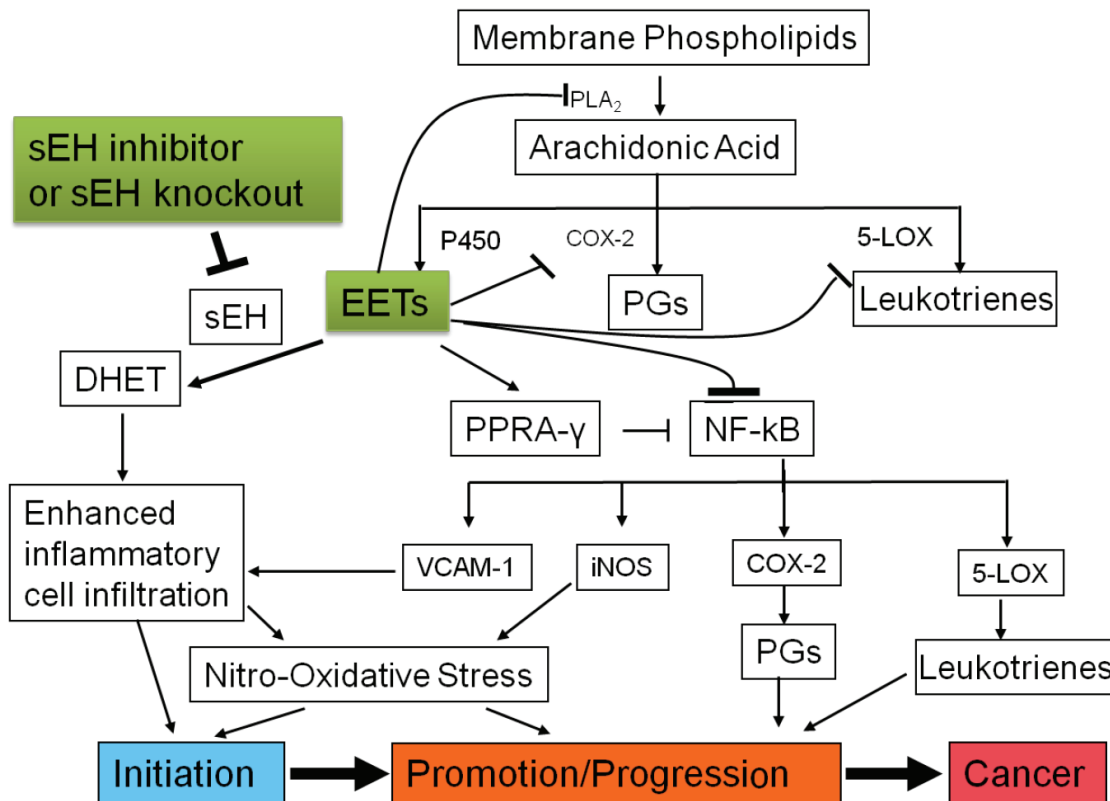 Membrane Phospholipids
PLA₂
sEH inhibitor
or sEH knockout
Arachidonic Acid
P450
COX-2
5-LOX
EETs
PGs
Leukotrienes
sEH
DHET
PPRA-γ
NF-kB
Enhanced
inflammatory
cell infiltration
VCAM-1
iNOS
COX-2
5-LOX
PGs
Nitro-Oxidative Stress
Leukotrienes
Initiation
Promotion/Progression
Cancer